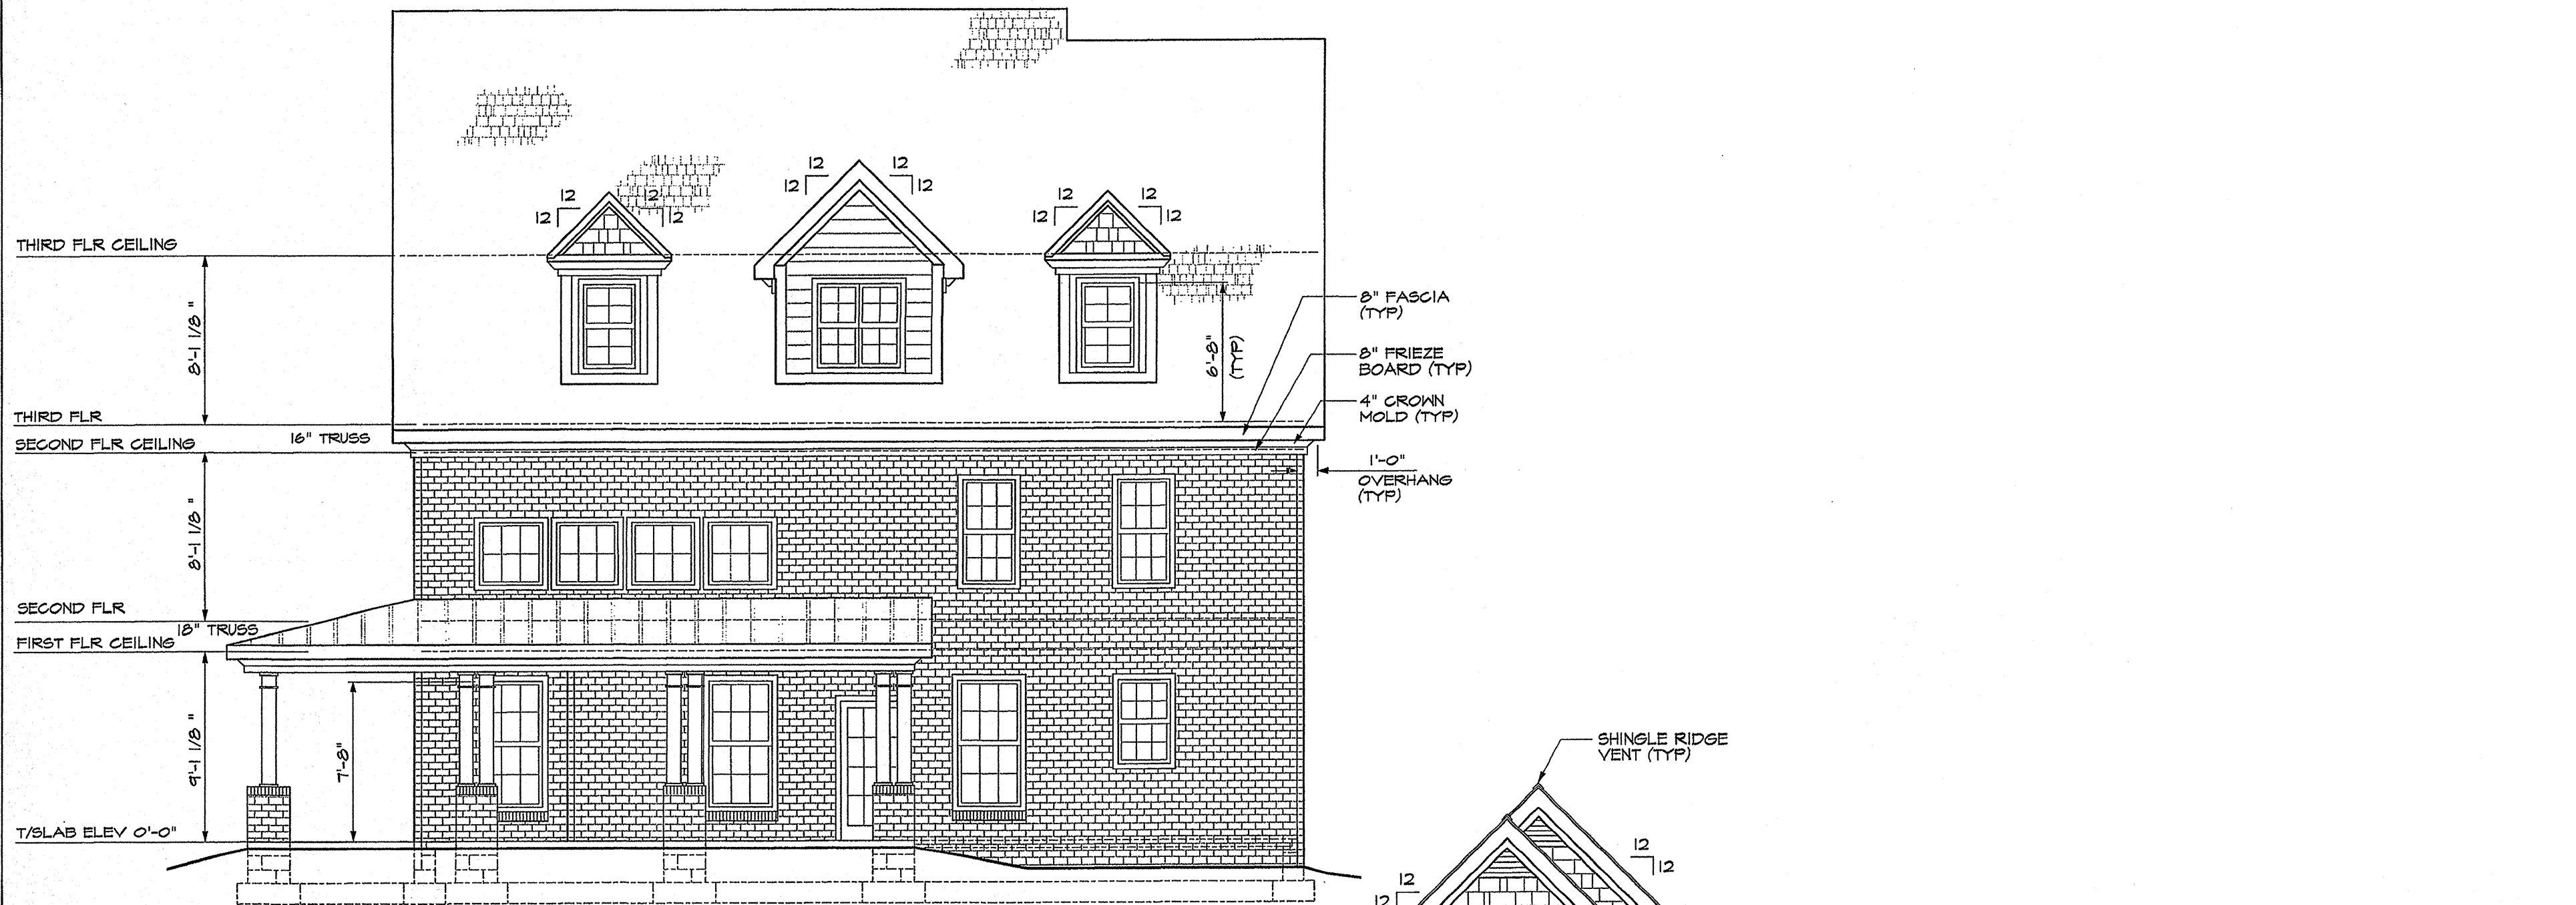 12 12
12 12
12 12
12 12
12 12
12 12
THIRD FLR CEILING
8'-1 1/8"
8" FASCIA
(TYP)
6'-8"
(TYP)
8" FRIEZE
BOARD (TYP)
4" CROWN
MOLD (TYP)
THIRD FLR
16" TRUSS
SECOND FLR CEILING
1'-0"
OVERHANG
(TYP)
8'-1 1/8"
SECOND FLR
18" TRUSS
FIRST FLR CEILING
9'-1 1/8"
7'-8"
T/SLAB ELEV 0'-0"
SHINGLE RIDGE
VENT (TYP)
12
12
12
12